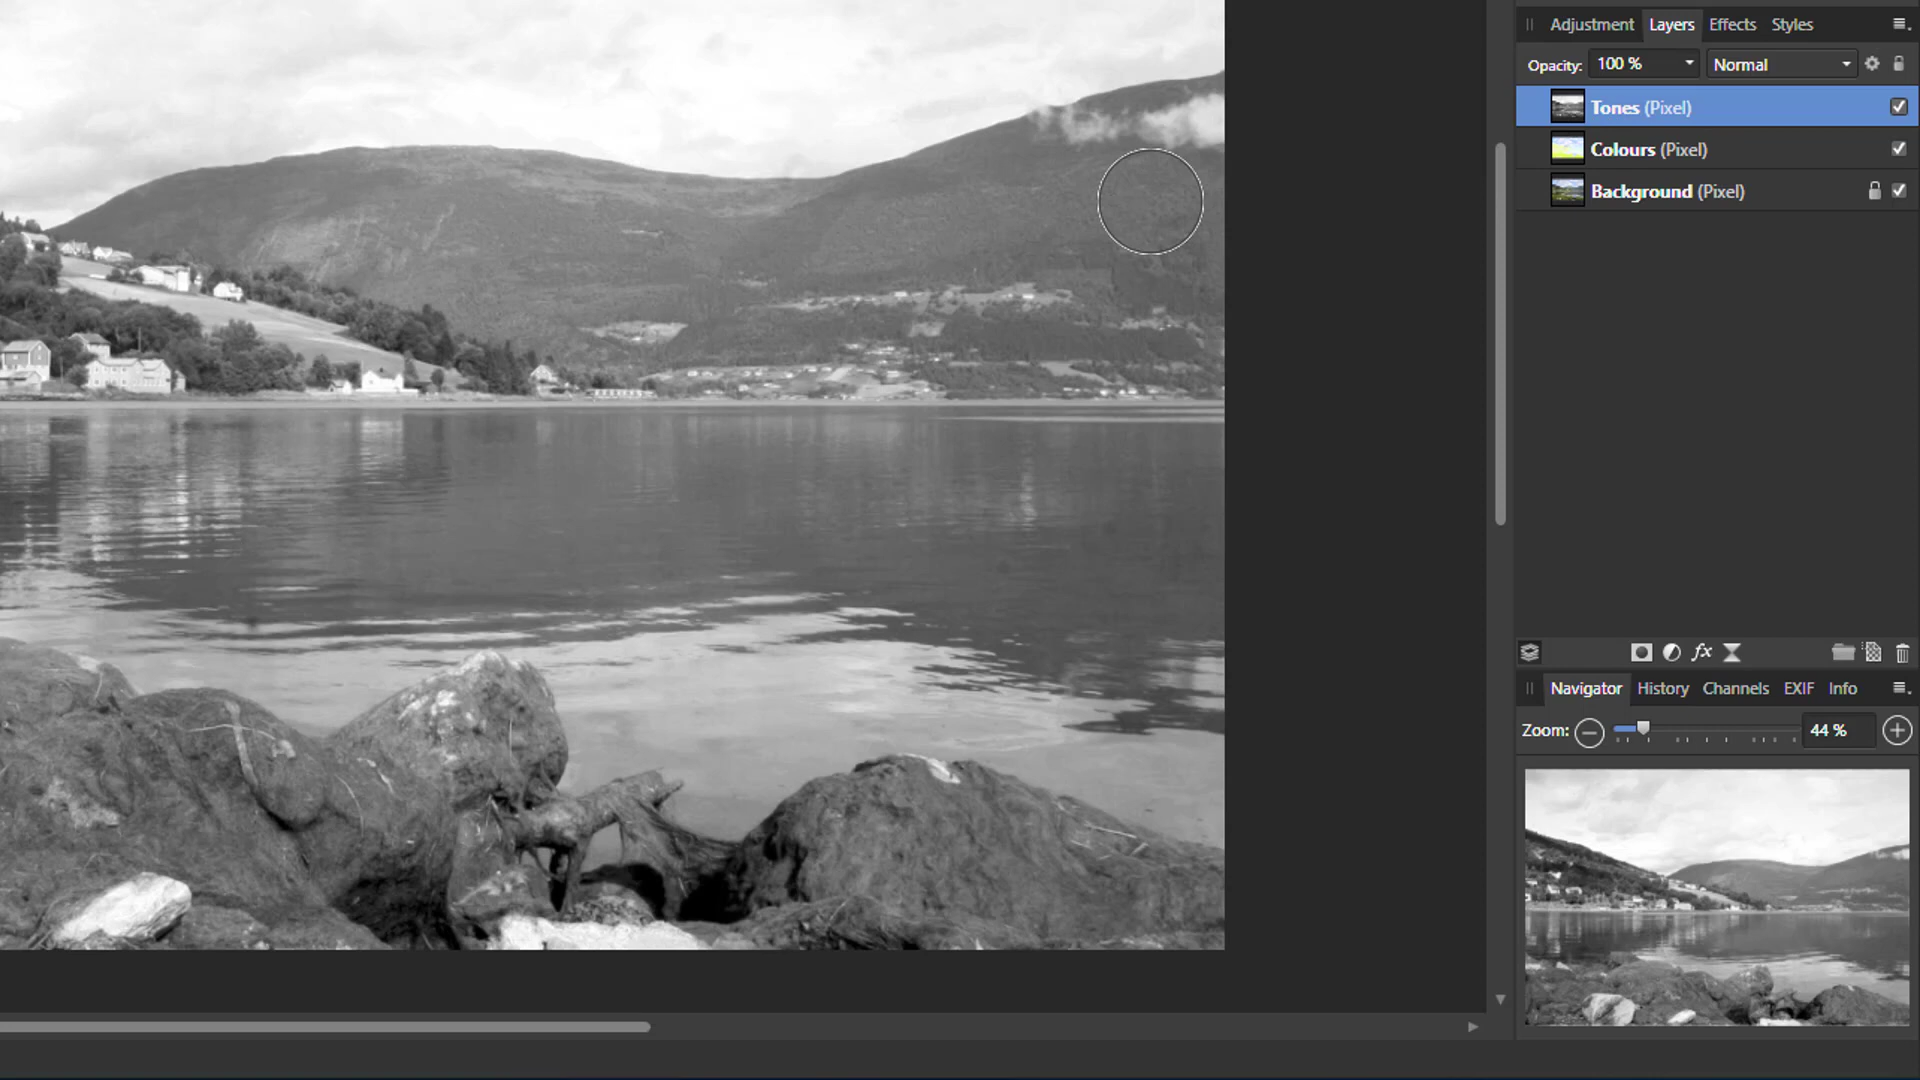 Adjustment Layers Effects Styles
Opacity: 100 % Normal
Tones (Pixel)
Colours (Pixel)
Background (Pixel)
fx
Navigator History Channels EXIF Info
Zoom: 44 %